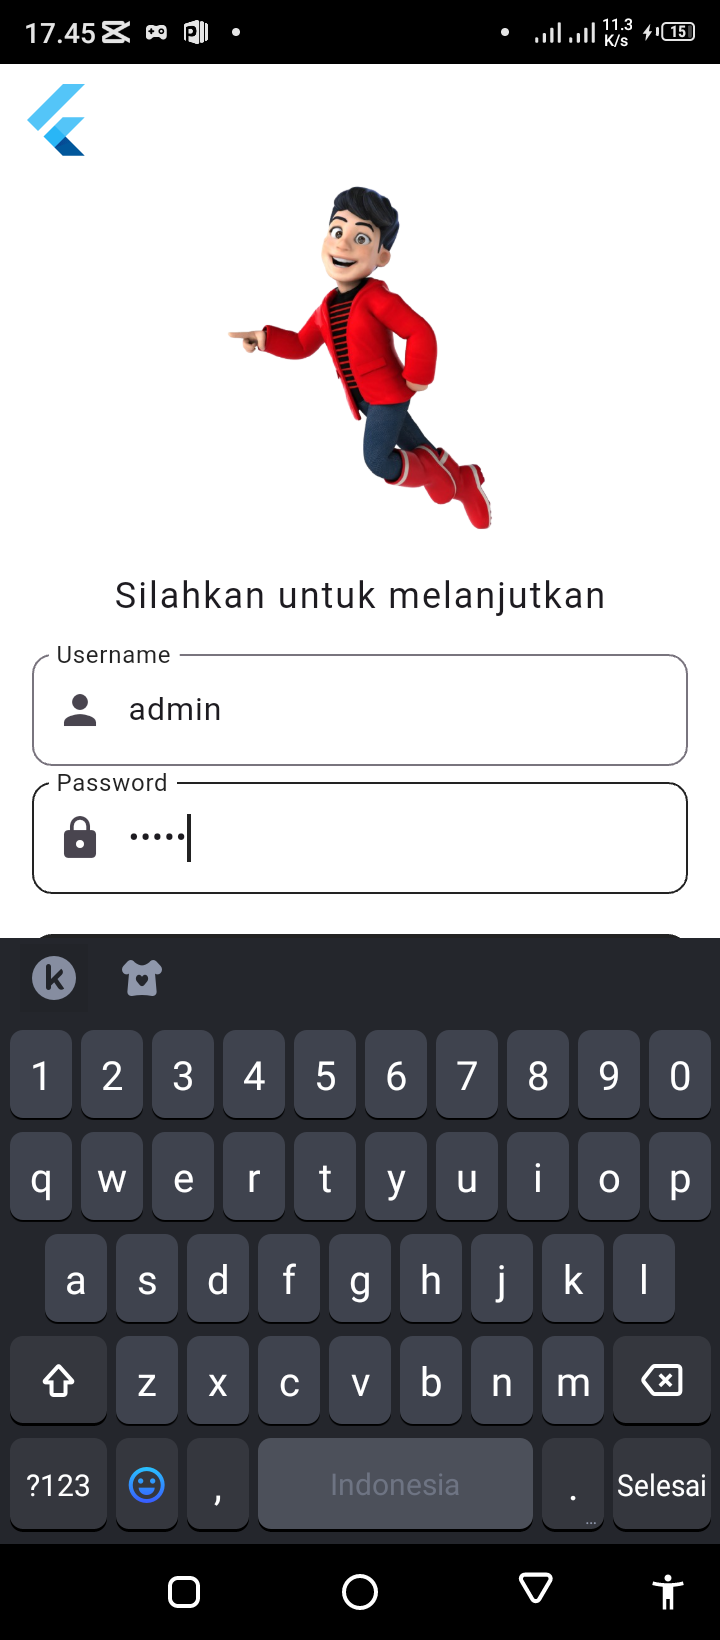 17.45
11.3
K/s
15
Silahkan untuk melanjutkan
Username
admin
Password
•••••
k
1 2 3 4 5 6 7 8 9 0
q w e r t y u i o p
a s d f g h j k l
z x c v b n m
?123 , Indonesia . Selesai